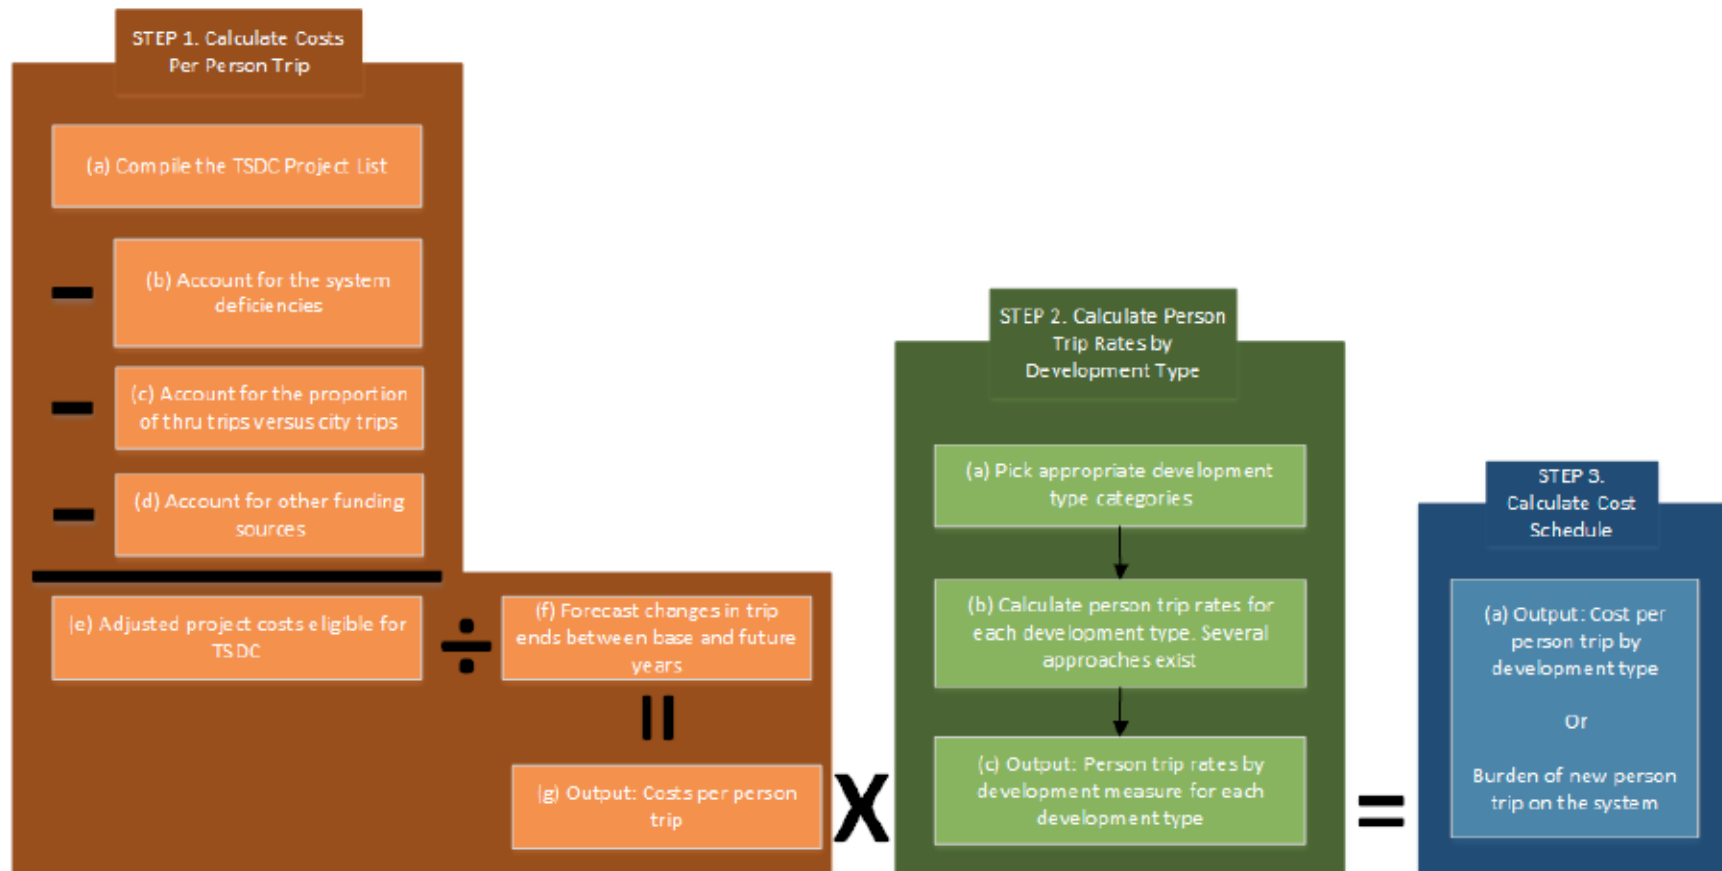 STEP 1. Calculate Costs
Per Person Trip
(a) Compile the TSDC Project List
(b) Account for the system
deficiencies
(c) Account for the proportion
of thru trips versus city trips
(d) Account for other funding
sources
(e) Adjusted project costs eligible for
TSDC
÷
(f) Forecast changes in trip
ends between base and future
years
=
(g) Output: Costs per person
trip
X
STEP 2. Calculate Person
Trip Rates by
Development Type
(a) Pick appropriate development
type categories
(b) Calculate person trip rates for
each development type. Several
approaches exist
(c) Output: Person trip rates by
development measure for each
development type
=
STEP 3.
Calculate Cost
Schedule
(a) Output: Cost per
person trip by
development type
Or
Burden of new person
trip on the system